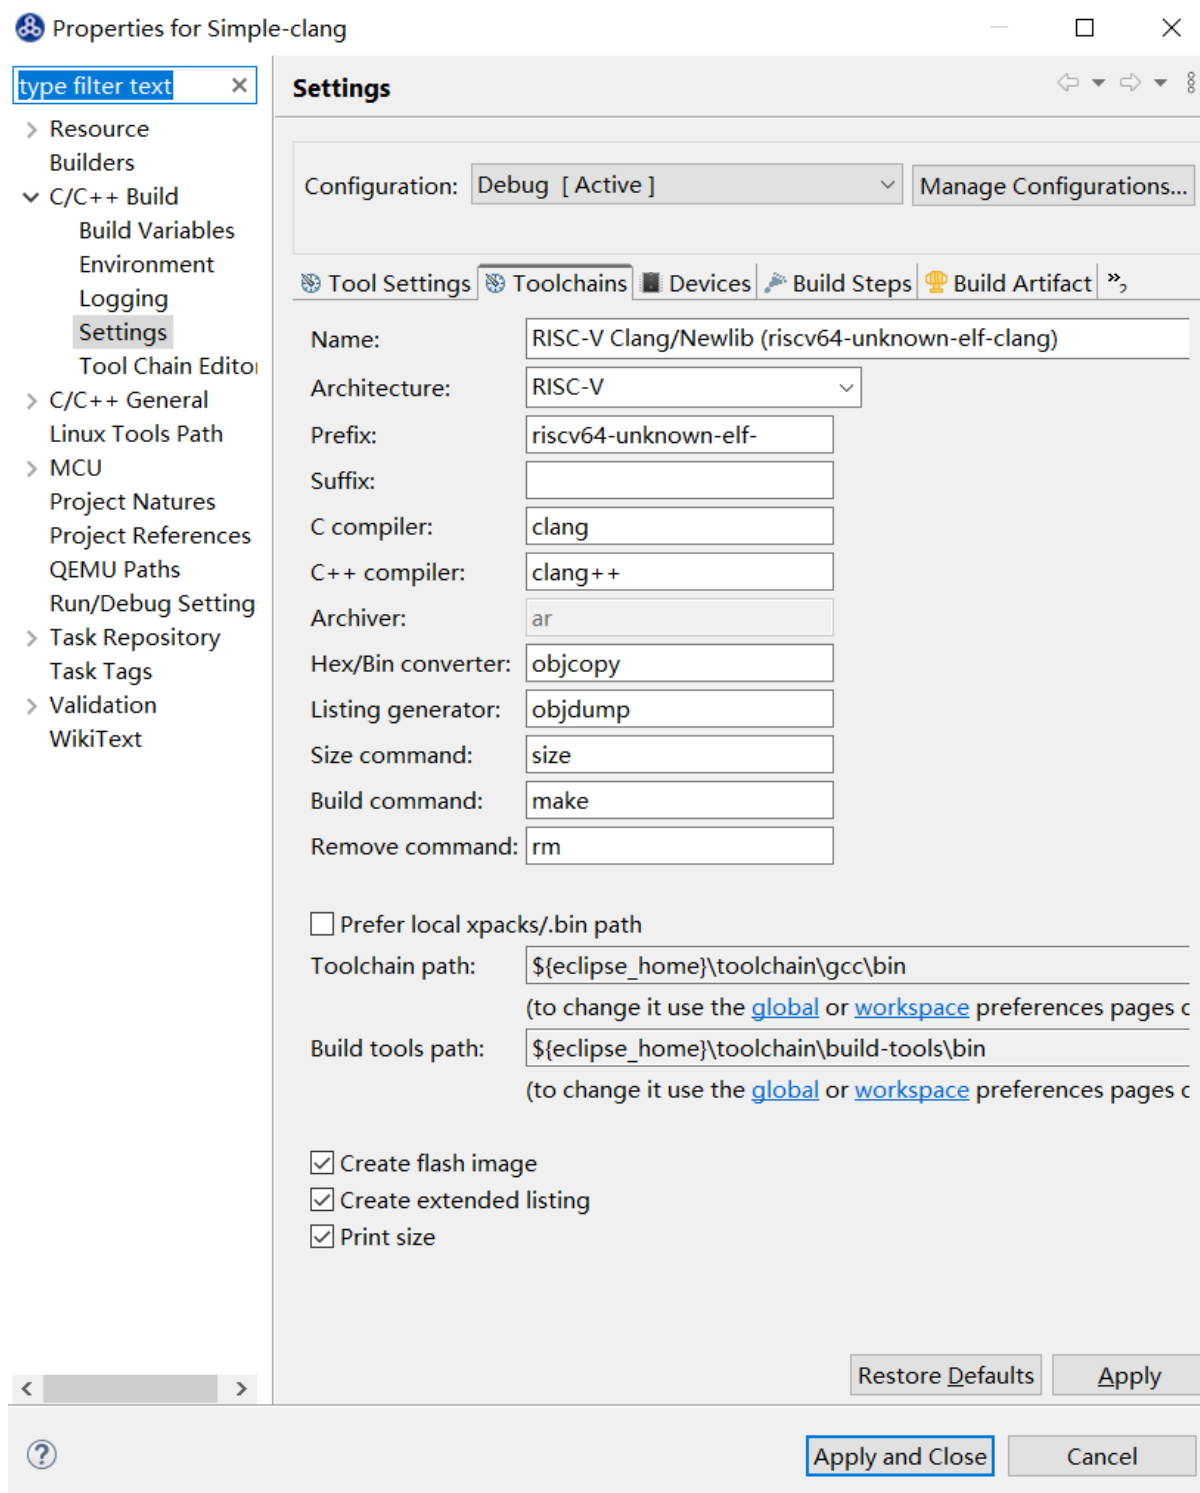 Properties for Simple-clang
type filter text
Resource
Builders
C/C++ Build
Build Variables
Environment
Logging
Settings
Tool Chain Editor
C/C++ General
Linux Tools Path
MCU
Project Natures
Project References
QEMU Paths
Run/Debug Setting
Task Repository
Task Tags
Validation
WikiText
Settings
Configuration: Debug [ Active ] Manage Configurations...
Tool Settings Toolchains Devices Build Steps Build Artifact »2
Name: RISC-V Clang/Newlib (riscv64-unknown-elf-clang)
Architecture: RISC-V
Prefix: riscv64-unknown-elf-
Suffix:
C compiler: clang
C++ compiler: clang++
Archiver: ar
Hex/Bin converter: objcopy
Listing generator: objdump
Size command: size
Build command: make
Remove command: rm
Prefer local xpacks/.bin path
Toolchain path: ${eclipse_home}\toolchain\gcc\bin
(to change it use the global or workspace preferences pages
Build tools path: ${eclipse_home}\toolchain\build-tools\bin
(to change it use the global or workspace preferences pages
Create flash image
Create extended listing
Print size
Restore Defaults Apply
? Apply and Close Cancel